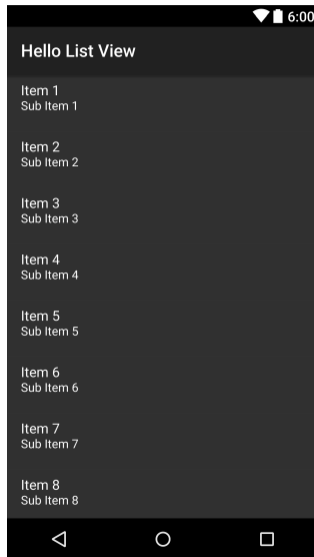 6:00
Hello List View
Item 1
Sub Item 1
Item 2
Sub Item 2
Item 3
Sub Item 3
Item 4
Sub Item 4
Item 5
Sub Item 5
Item 6
Sub Item 6
Item 7
Sub Item 7
Item 8
Sub Item 8